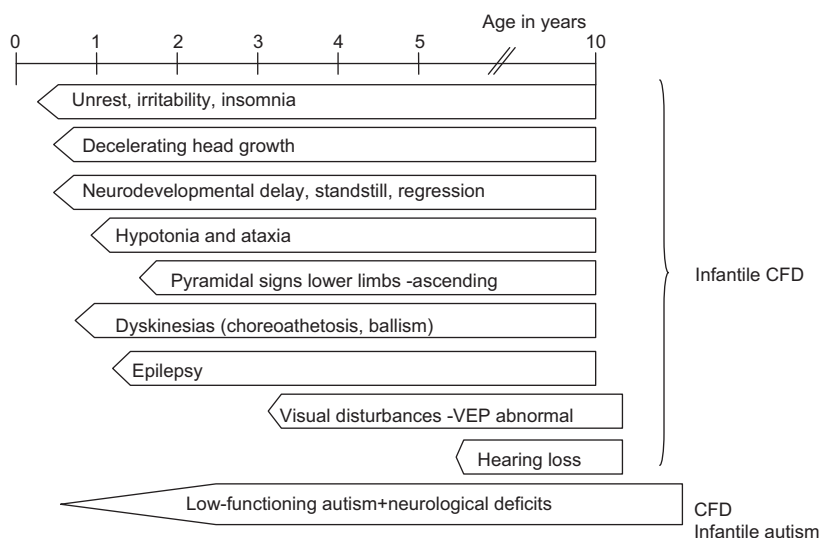 Age in years
0 1 2 3 4 5 10
Unrest, irritability, insomnia
Decelerating head growth
Neurodevelopmental delay, standstill, regression
Hypotonia and ataxia
Pyramidal signs lower limbs -ascending
Infantile CFD
Dyskinesias (choreoathetosis, ballism)
Epilepsy
Visual disturbances -VEP abnormal
Hearing loss
Low-functioning autism+neurological deficits
CFD
Infantile autism